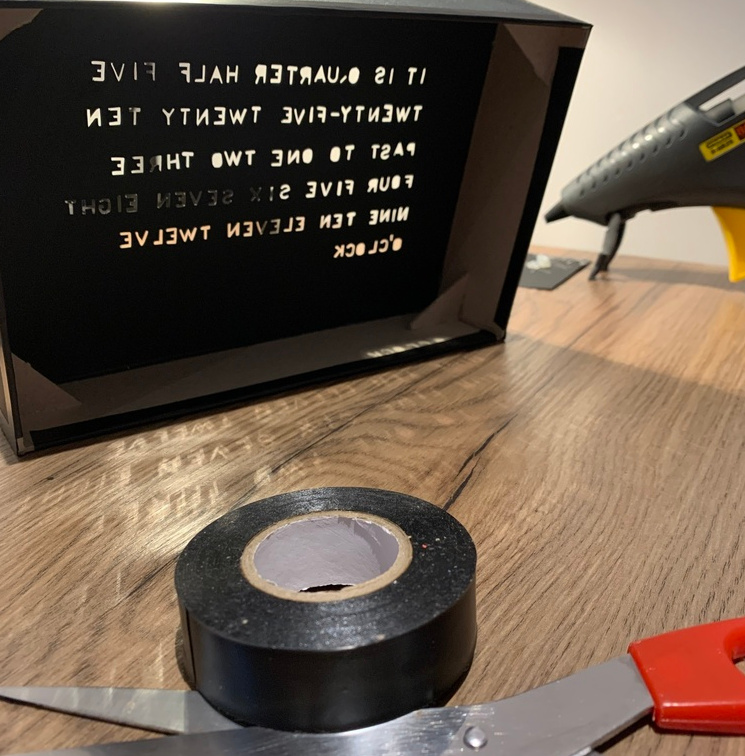 IT IS QUARTER HALF FIVE
TWENTY-FIVE TWENTY TEN
PAST TO ONE TWO THREE
FOUR FIVE SIX SEVEN EIGHT
NINE TEN ELEVEN TWELVE
O'CLOCK